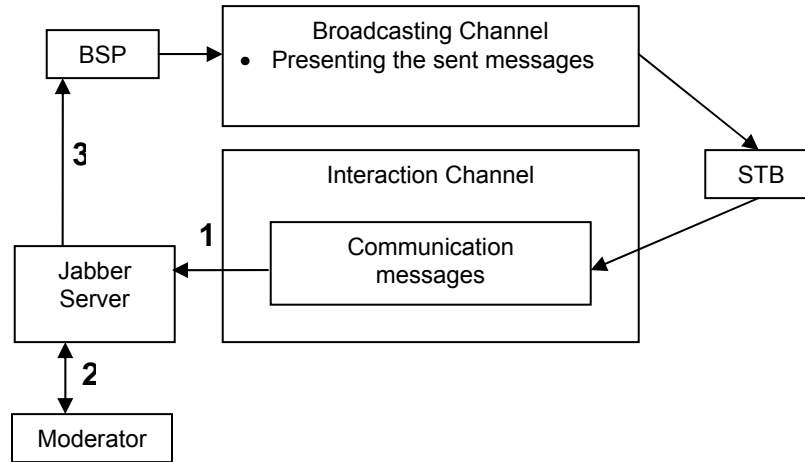 Broadcasting Channel
• Presenting the sent messages
BSP
3
Interaction Channel
STB
1
Communication
messages
Jabber
Server
2
Moderator